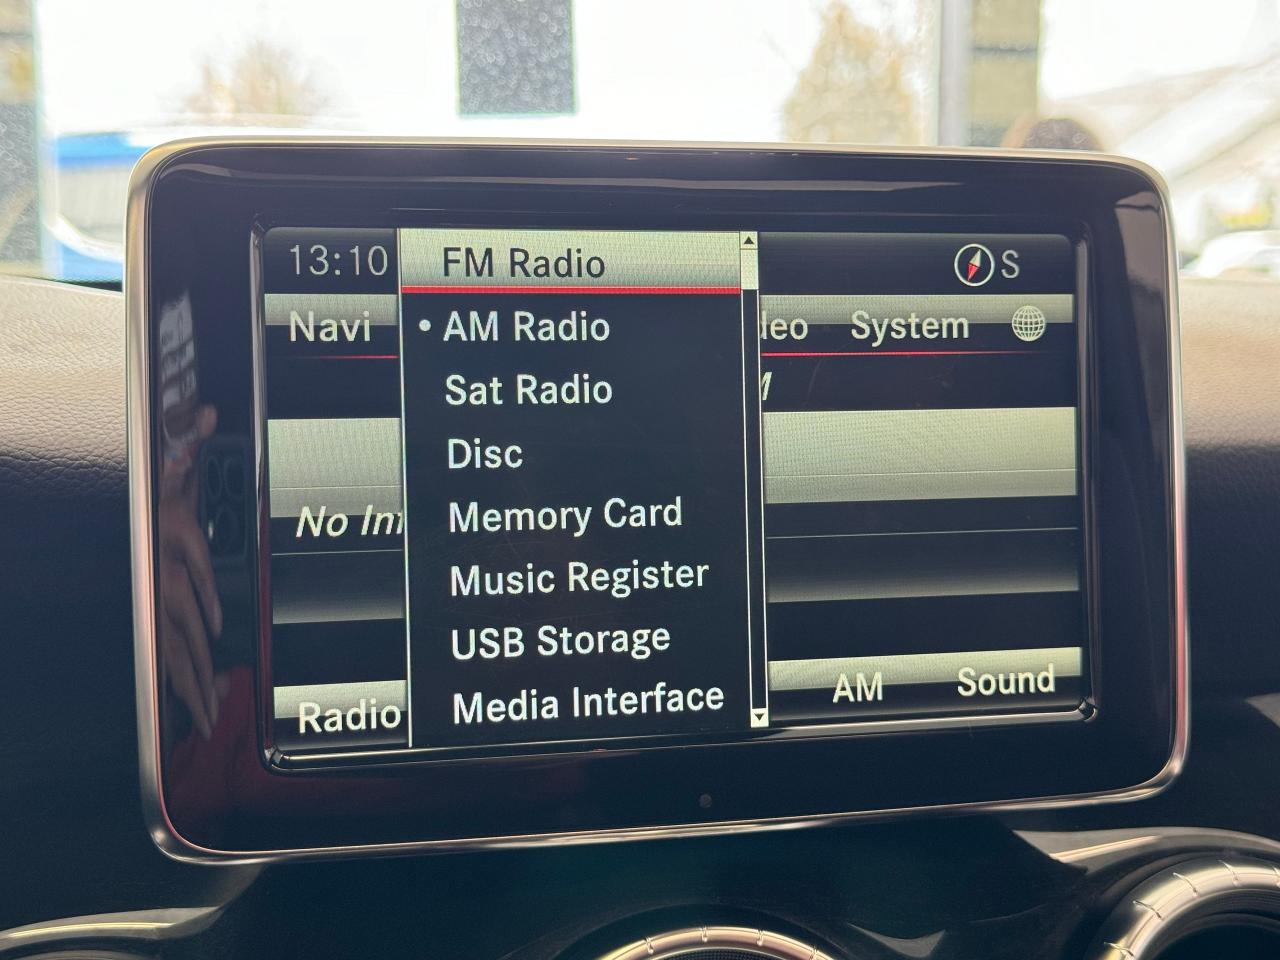 13:10
S
Navi
System
FM Radio
• AM Radio
Sat Radio
Disc
Memory Card
Music Register
USB Storage
Media Interface
No
Radio
AM
Sound